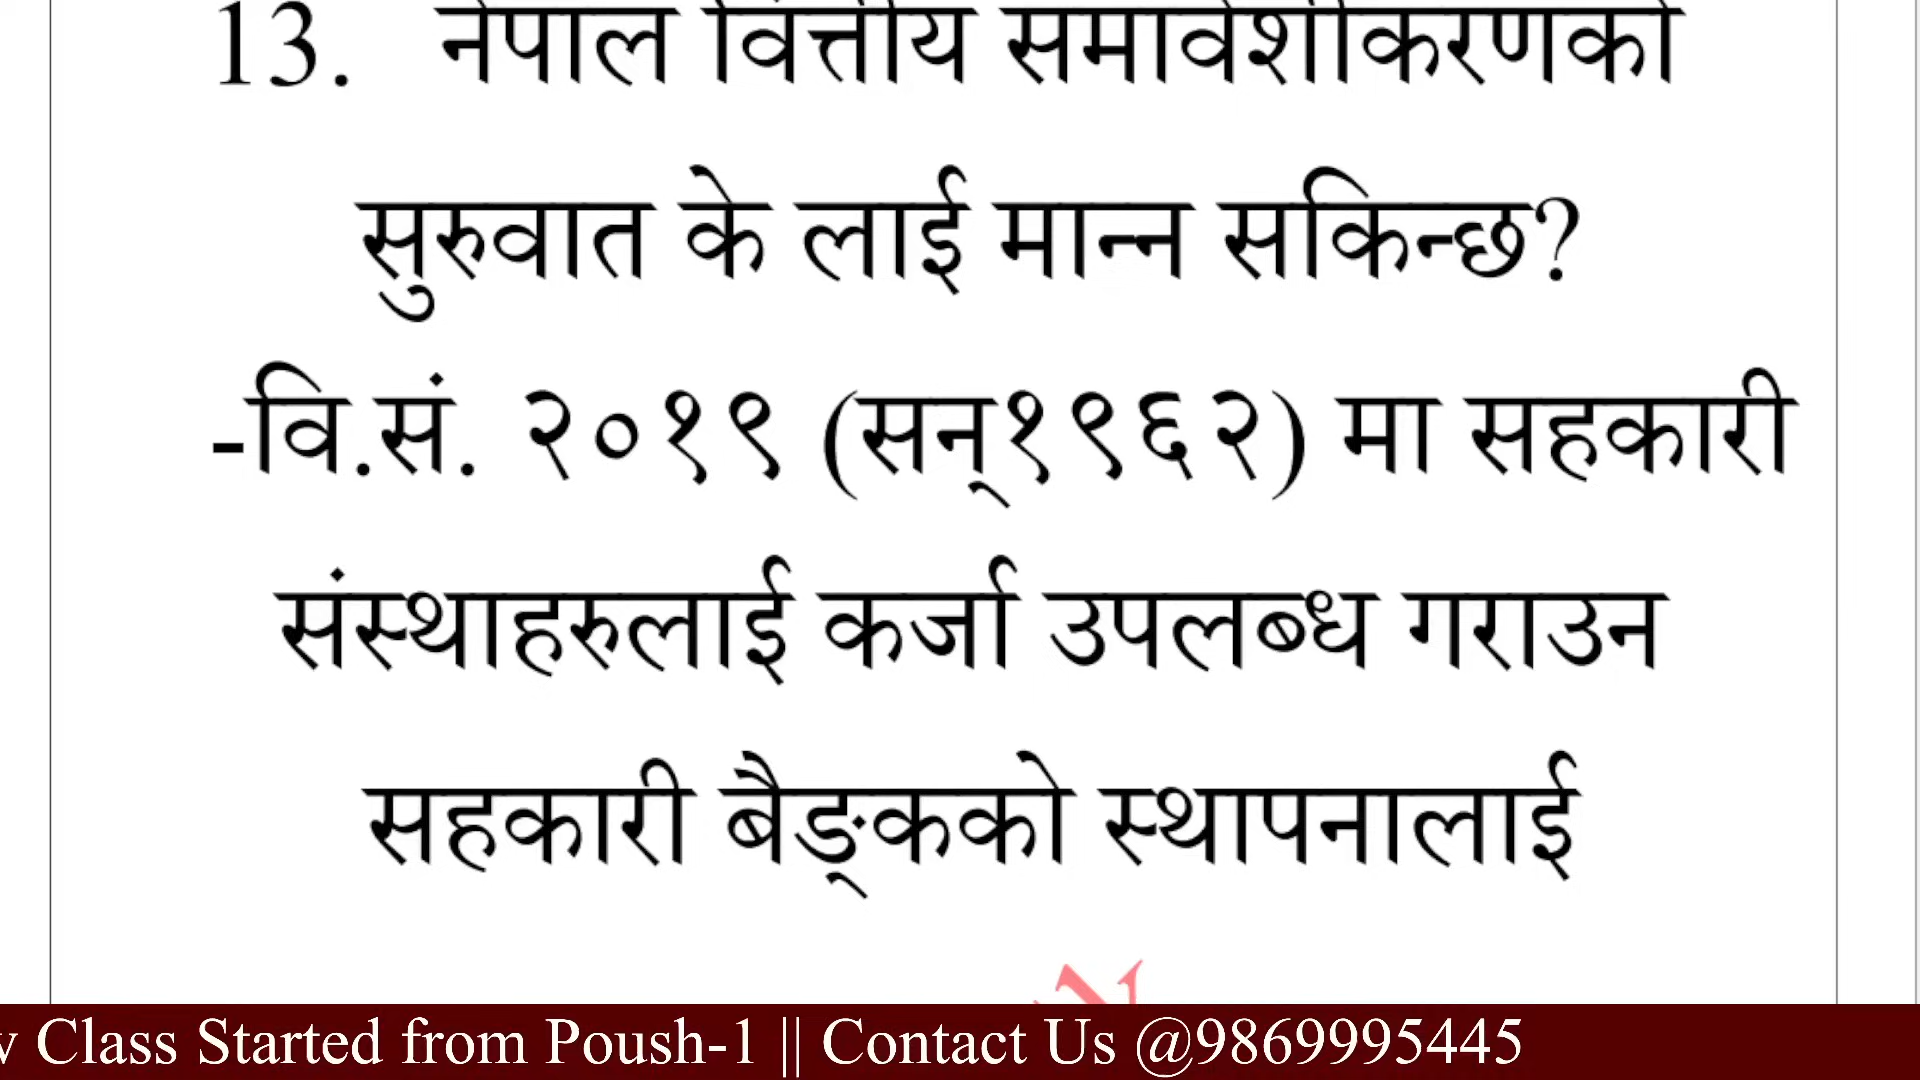 13. नेपाल वित्तीय समावेशीकरणको
सुरुवात के लाई मान्न सकिन्छ?
-वि.सं. २०१९ (सन्१९६२) मा सहकारी
संस्थाहरुलाई कर्जा उपलब्ध गराउन
सहकारी बैङ्कको स्थापनालाई
Class Started from Poush-1 || Contact Us @9869995445